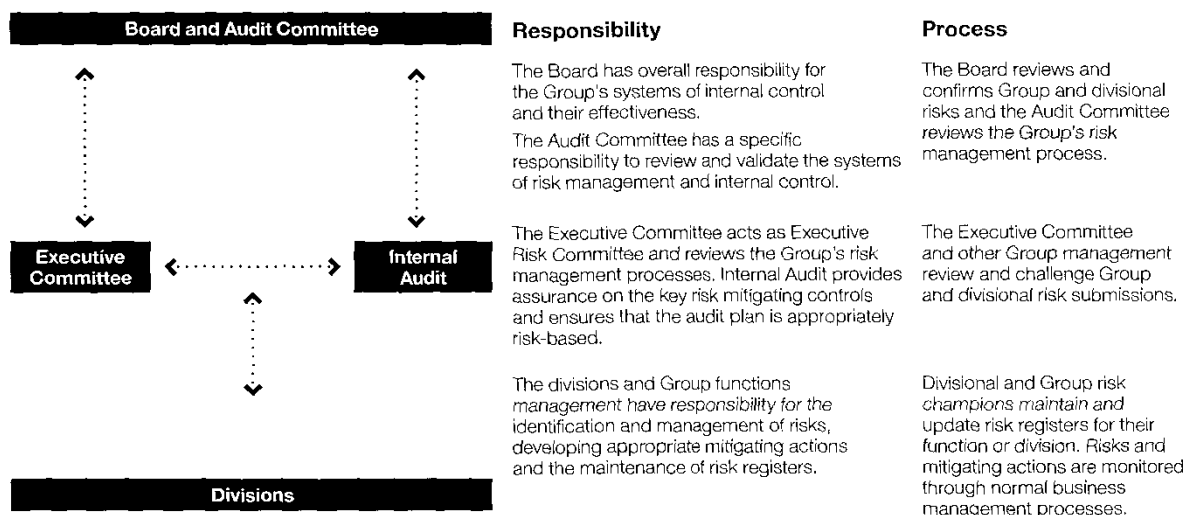 Board and Audit Committee
Executive
Committee
Internal
Audit
Divisions
Responsibility
The Board has overall responsibility for
the Group's systems of internal control
and their effectiveness.
The Audit Committee has a specific
responsibility to review and validate the systems
of risk management and internal control.
The Executive Committee acts as Executive
Risk Committee and reviews the Group's risk
management processes. Internal Audit provides
assurance on the key risk mitigating controls
and ensures that the audit plan is appropriately
risk-based.
The divisions and Group functions
management have responsibility for the
identification and management of risks,
developing appropriate mitigating actions
and the maintenance of risk registers.
Process
The Board reviews and
confirms Group and divisional
risks and the Audit Committee
reviews the Group's risk
management process.
The Executive Committee
and other Group management
review and challenge Group
and divisional risk submissions.
Divisional and Group risk
champions maintain and
update risk registers for their
function or division. Risks and
mitigating actions are monitored
through normal business
management processes.